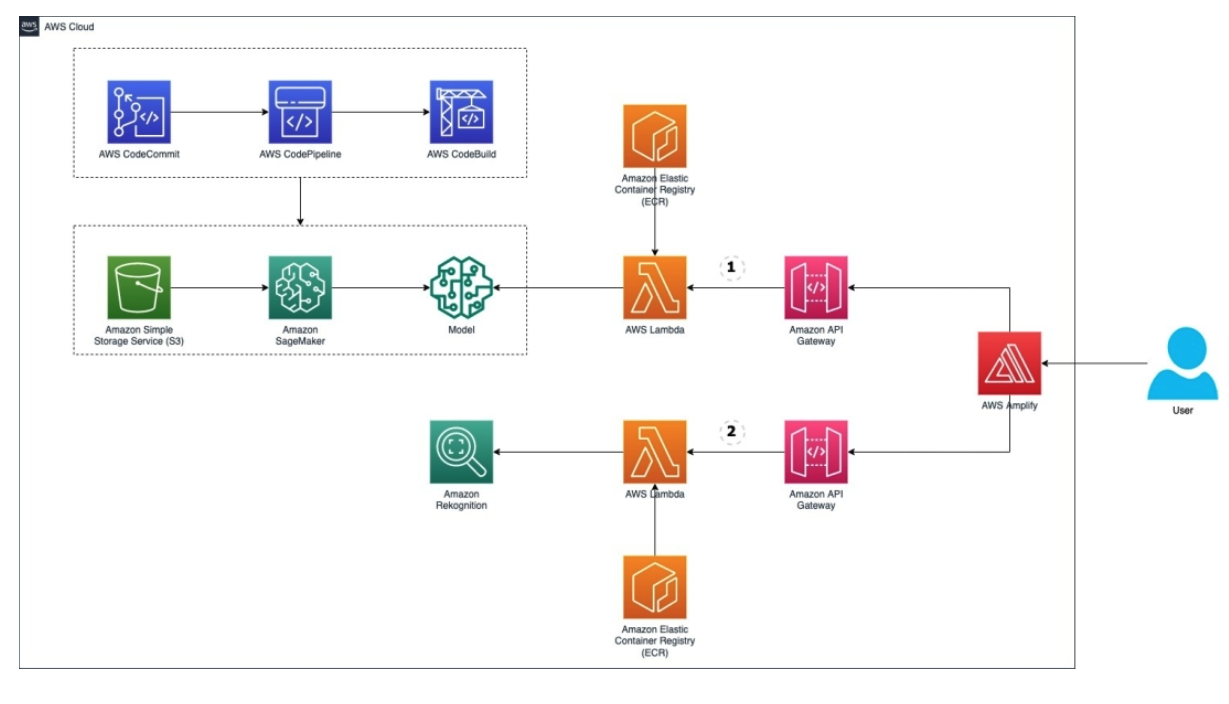 aws
AWS Cloud
AWS CodeCommit
AWS CodePipeline
AWS CodeBuild
Amazon Elastic
Container Registry
(ECR)
1
Amazon Simple
Storage Service (S3)
Amazon
SageMaker
Model
AWS Lambda
Amazon API
Gateway
AWS Amplify
User
2
Amazon
Rekognition
AWS Lambda
Amazon API
Gateway
Amazon Elastic
Container Registry
(ECR)